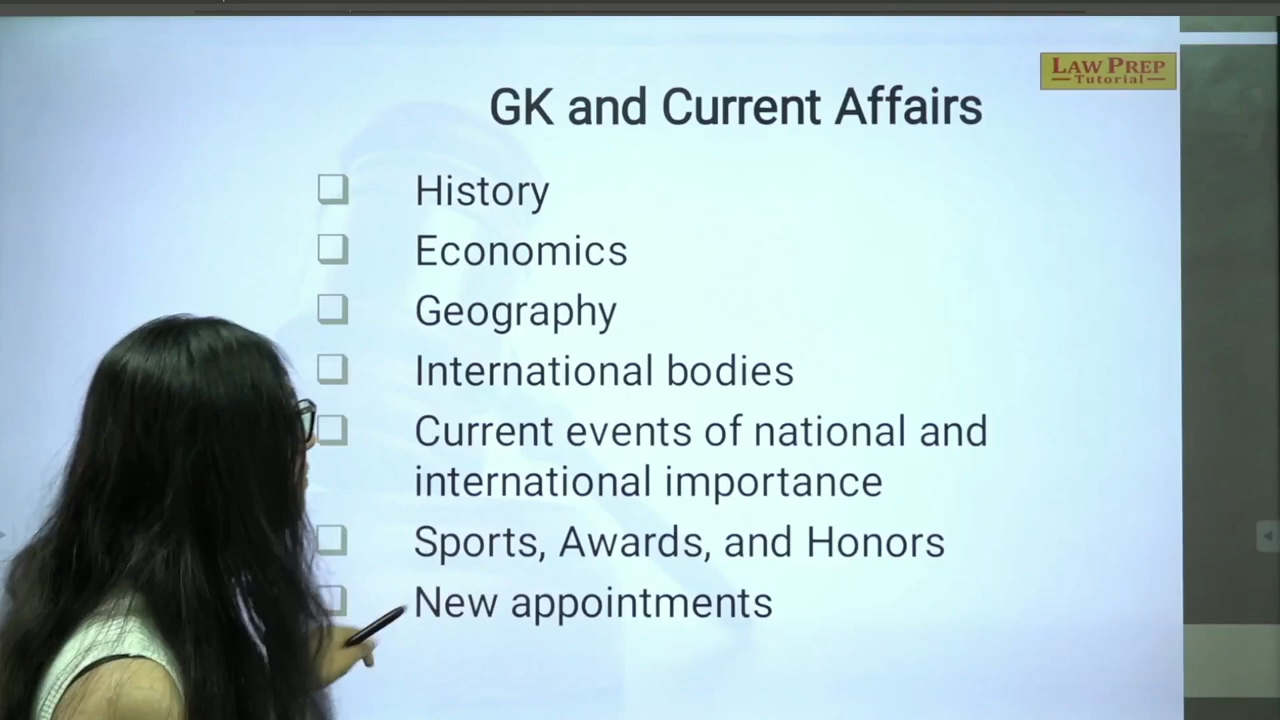 LAW PREP
Tutorial
GK and Current Affairs
History
Economics
Geography
International bodies
Current events of national and
international importance
Sports, Awards, and Honors
New appointments